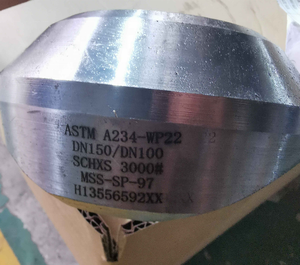 ASTM A234-WP22
DN150/DN100
SCHXS 3000#
MSS-SP-97
H13556592XX